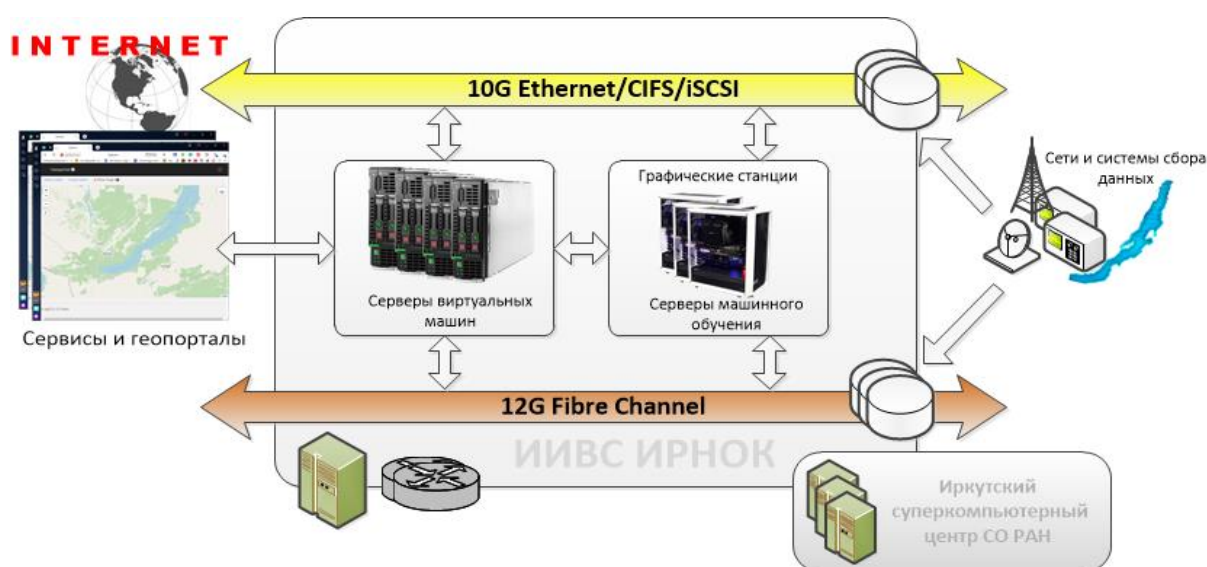 INTERNET
10G Ethernet/CIFS/iSCSI
Графические станции
Сети и системы сбора
данных
Серверы виртуальных
машин
Серверы машинного
обучения
Сервисы и геопорталы
12G Fibre Channel
ИИВС ИРНОК
Иркутский
суперкомпьютерный
центр СО РАН